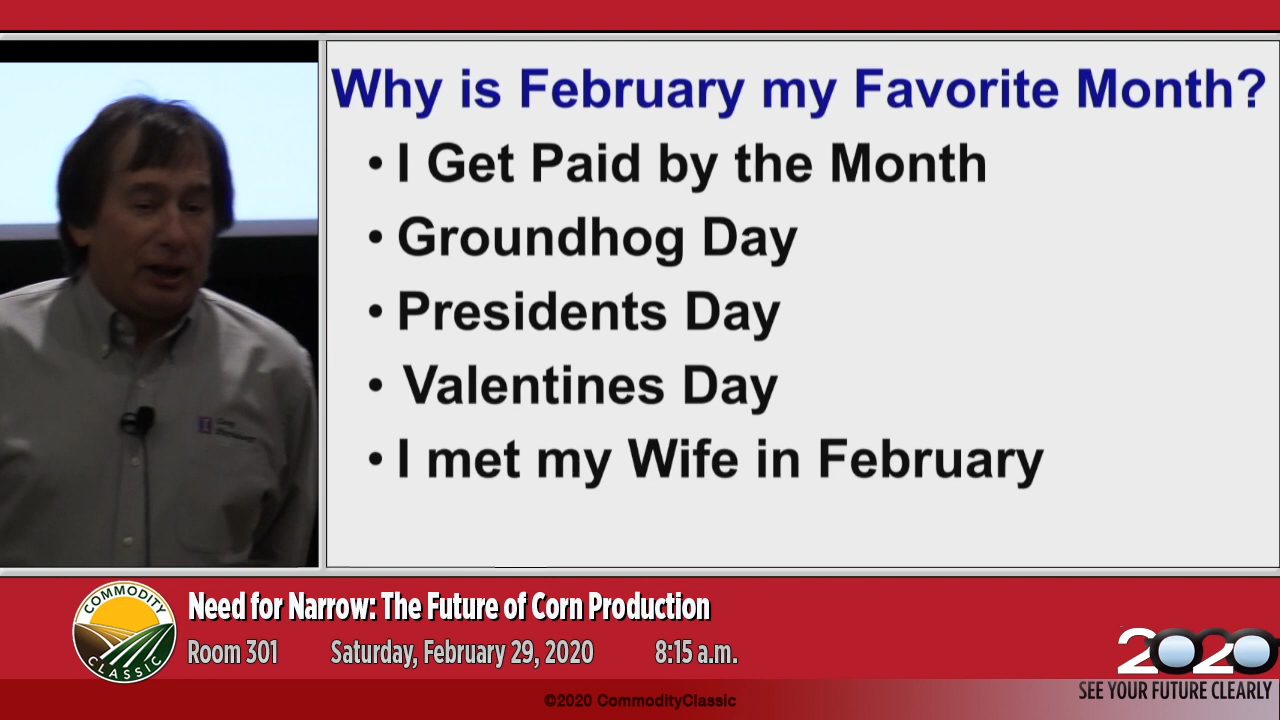 Why is February my Favorite Month?
• I Get Paid by the Month
• Groundhog Day
• Presidents Day
• Valentines Day
• I met my Wife in February
COMMODITY
CLASSIC
Need for Narrow: The Future of Corn Production
Room 301 Saturday, February 29, 2020 8:15 a.m.
2020
SEE YOUR FUTURE CLEARLY
©2020 CommodityClassic